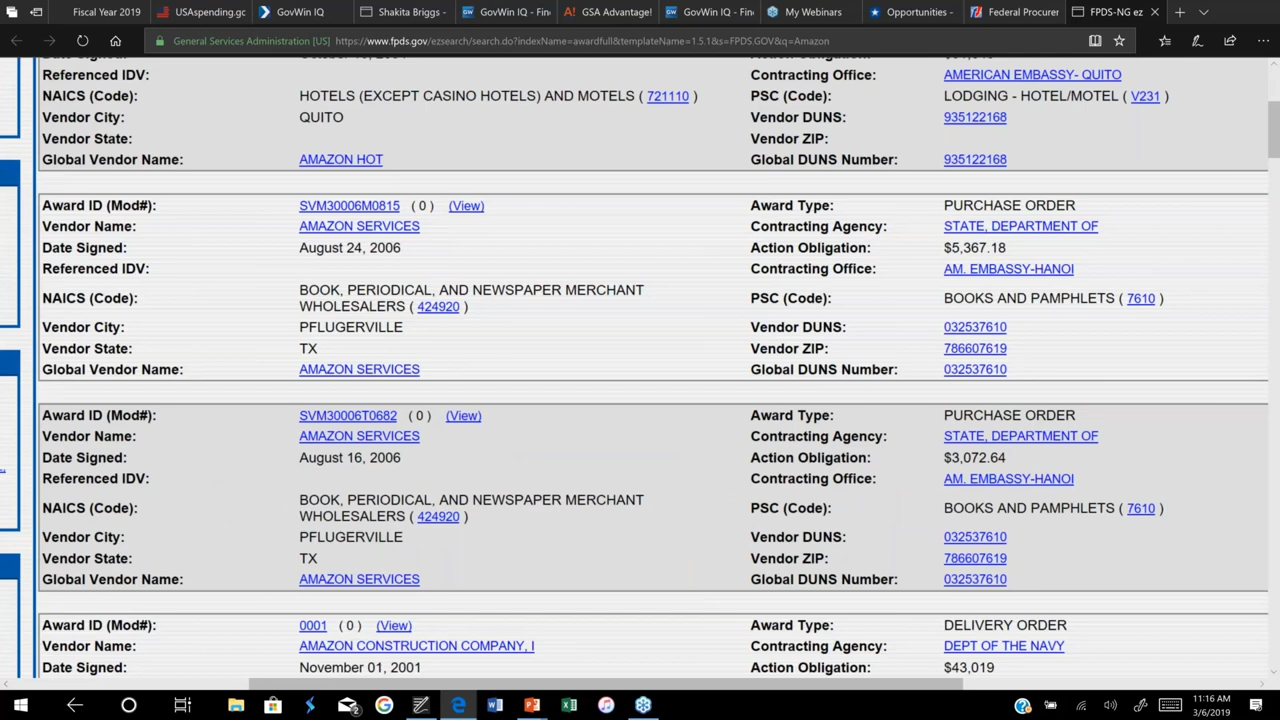 Fiscal Year 2019
USASpending.gc
GovWin IQ
Shakita Briggs -
GovWin IQ - Fin
GSA Advantage!
GovWin IQ - Fin
My Webinars
Opportunities -
Federal Procurer
FPDS-NG ez
General Services Administration [US] https://www.fpds.gov/ezsearch/search.do?indexName=awardfull&templateName=1.5.1&s=FPDS.GOV&q=Amazon
Referenced IDV: Contracting Office: AMERICAN EMBASSY- QUITO
NAICS (Code): HOTELS (EXCEPT CASINO HOTELS) AND MOTELS ( 721110 ) PSC (Code): LODGING - HOTEL/MOTEL ( V231 )
Vendor City: QUITO Vendor DUNS: 935122168
Vendor State: Vendor ZIP:
Global Vendor Name: AMAZON HOT Global DUNS Number: 935122168
Award ID (Mod#): SVM30006M0815 ( 0 ) (View) Award Type: PURCHASE ORDER
Vendor Name: AMAZON SERVICES Contracting Agency: STATE, DEPARTMENT OF
Date Signed: August 24, 2006 Action Obligation: $5,367.18
Referenced IDV: Contracting Office: AM. EMBASSY-HANOI
NAICS (Code): BOOK, PERIODICAL, AND NEWSPAPER MERCHANT
WHOLESALERS ( 424920 ) PSC (Code): BOOKS AND PAMPHLETS ( 7610 )
Vendor City: PFLUGERVILLE Vendor DUNS: 032537610
Vendor State: TX Vendor ZIP: 786607619
Global Vendor Name: AMAZON SERVICES Global DUNS Number: 032537610
Award ID (Mod#): SVM30006T0682 ( 0 ) (View) Award Type: PURCHASE ORDER
Vendor Name: AMAZON SERVICES Contracting Agency: STATE, DEPARTMENT OF
Date Signed: August 16, 2006 Action Obligation: $3,072.64
Referenced IDV: Contracting Office: AM. EMBASSY-HANOI
NAICS (Code): BOOK, PERIODICAL, AND NEWSPAPER MERCHANT
WHOLESALERS ( 424920 ) PSC (Code): BOOKS AND PAMPHLETS ( 7610 )
Vendor City: PFLUGERVILLE Vendor DUNS: 032537610
Vendor State: TX Vendor ZIP: 786607619
Global Vendor Name: AMAZON SERVICES Global DUNS Number: 032537610
Award ID (Mod#): 0001 ( 0 ) (View) Award Type: DELIVERY ORDER
Vendor Name: AMAZON CONSTRUCTION COMPANY, I Contracting Agency: DEPT OF THE NAVY
Date Signed: November 01, 2001 Action Obligation: $43,019
11:16 AM
3/6/2019